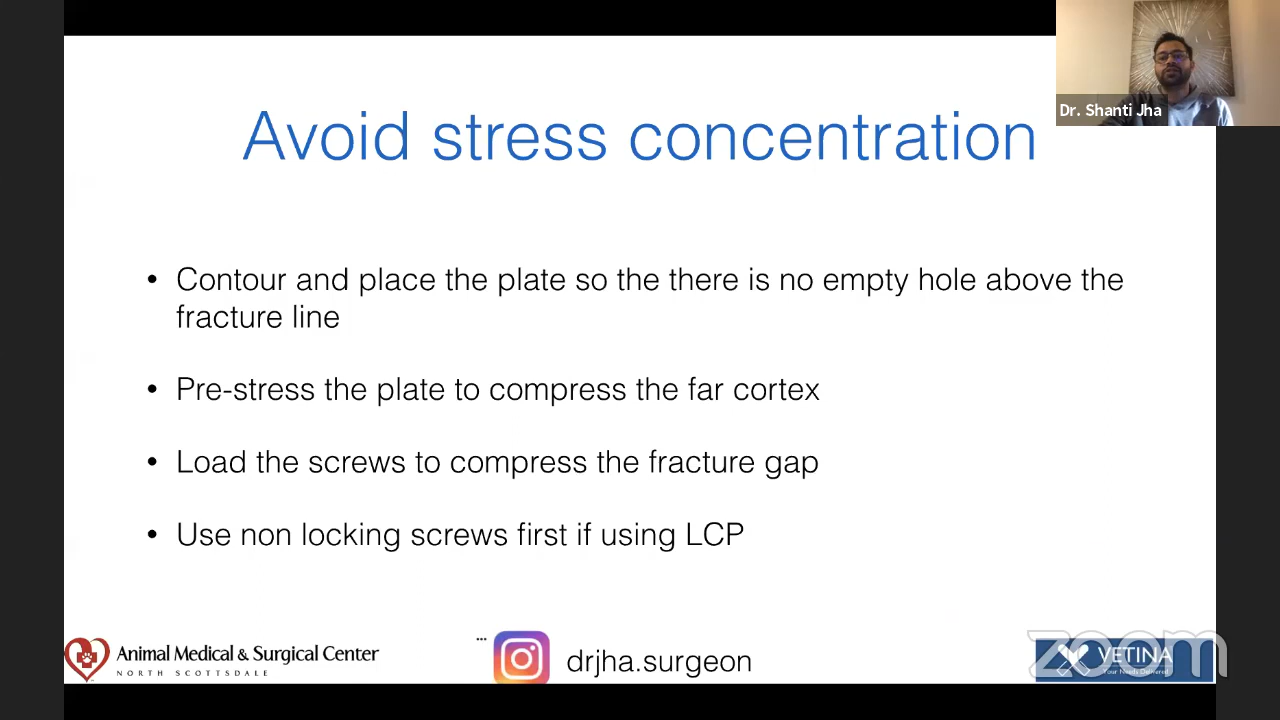 Dr. Shanti Jha
Avoid stress concentration
• Contour and place the plate so the there is no empty hole above the
fracture line
• Pre-stress the plate to compress the far cortex
• Load the screws to compress the fracture gap
• Use non locking screws first if using LCP
Animal Medical & Surgical Center
NORTH SCOTTSDALE
drjha.surgeon
VETINA
Your Needs Delivered
zoom